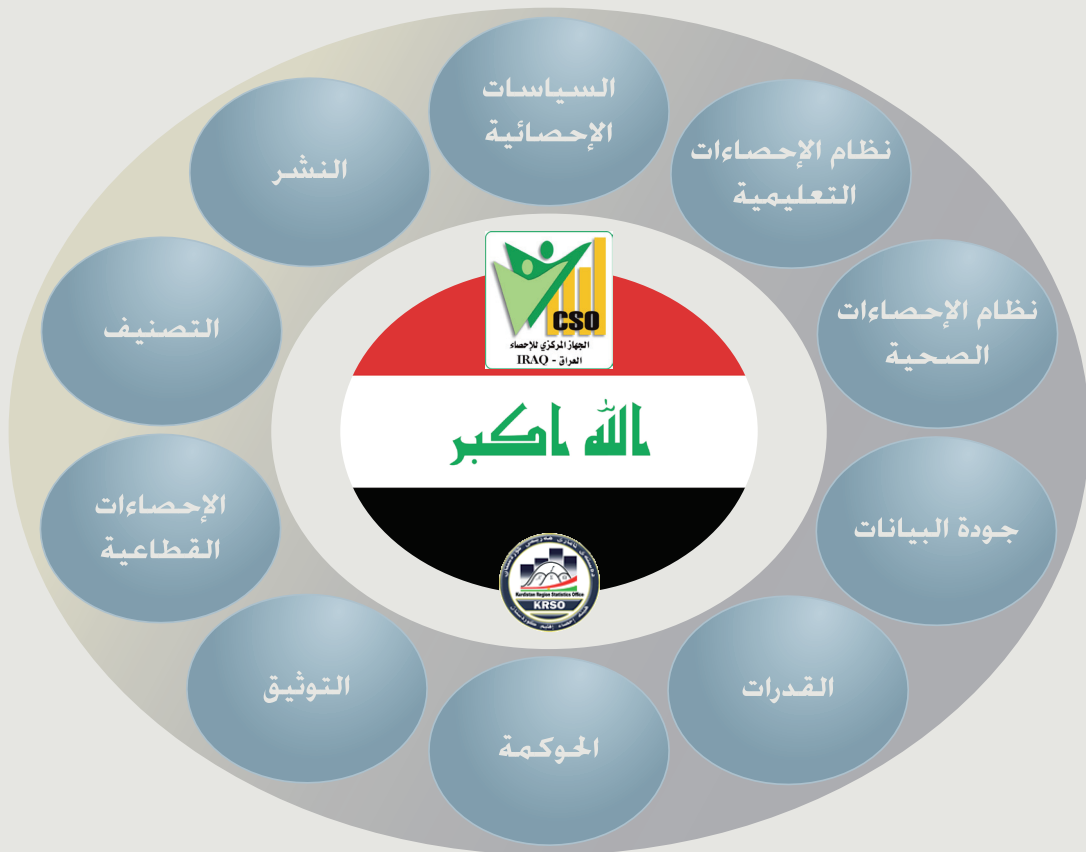 السياسات
الإحصائية
نظام الإحصاءات
التعليمية
نظام الإحصاءات
الصحية
جودة البيانات
القدرات
الحوكمة
التوثيق
الإحصاءات
القطاعية
التصنيف
النشر
CSO
الجهاز المركزي للإحصاء
العراق - IRAQ
الله اكبر
Kurdistan Region Statistics Office
KRSO